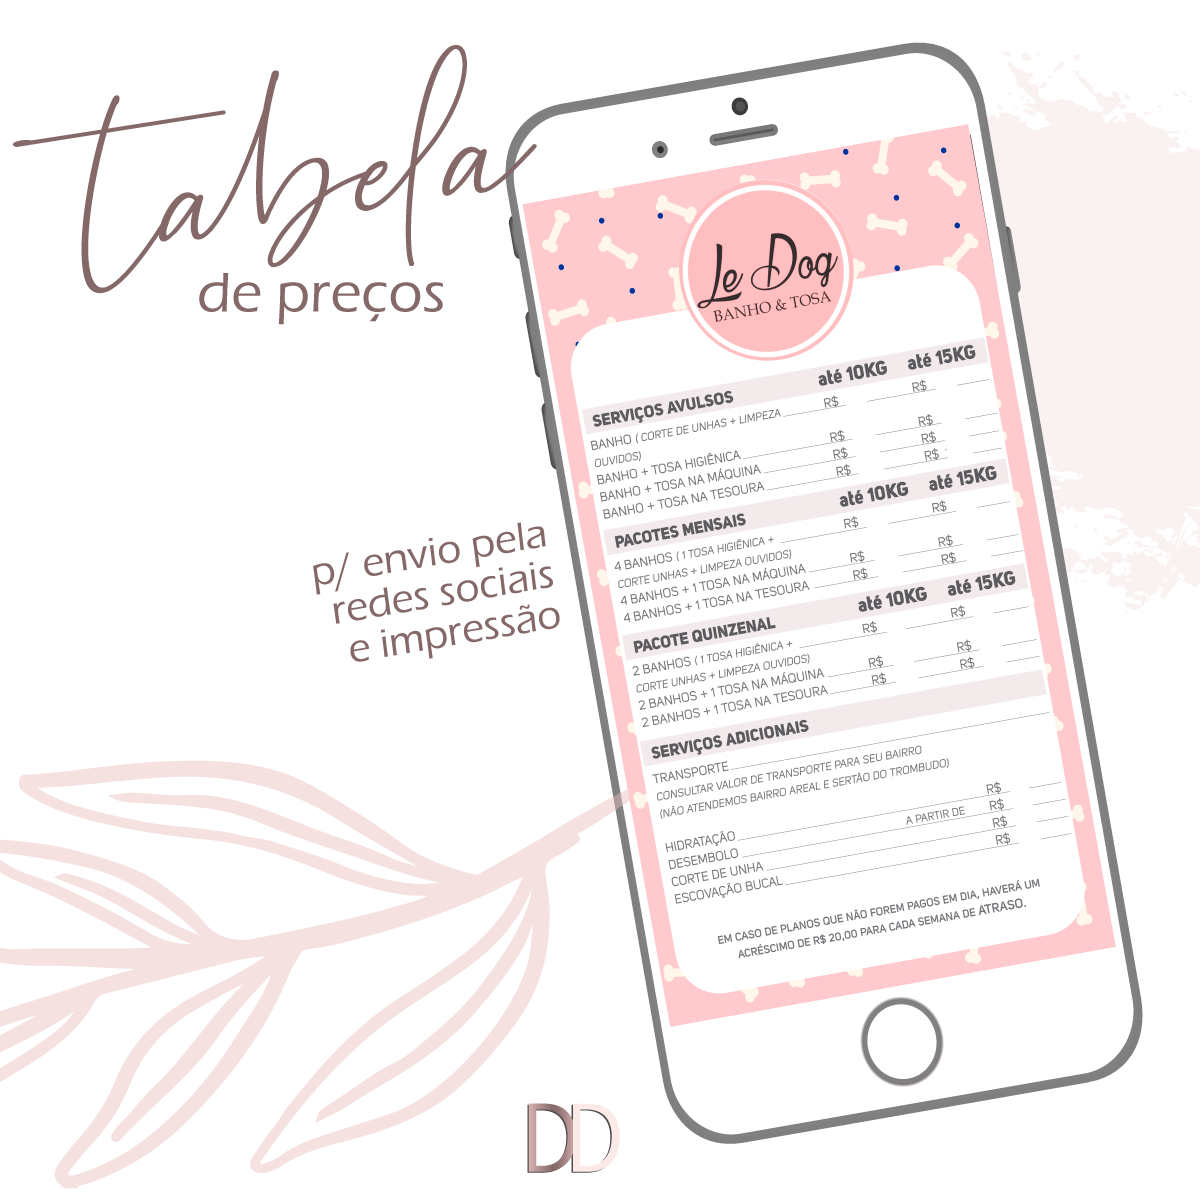 tabela
de preços
p/ envio pela
redes sociais
e impressão
Le Dog
BANHO & TOSA
SERVIÇOS AVULSOS até 10KG até 15KG
BANHO ( CORTE DE UNHAS + LIMPEZA R$ R$
OUVIDOS)
BANHO + TOSA HIGIÊNICA R$ R$
BANHO + TOSA NA MÁQUINA R$ R$
BANHO + TOSA NA TESOURA R$ R$
PACOTES MENSAIS até 10KG até 15KG
4 BANHOS ( 1 TOSA HIGIÊNICA + R$ R$
CORTE UNHAS + LIMPEZA OUVIDOS)
4 BANHOS + 1 TOSA NA MÁQUINA R$ R$
4 BANHOS + 1 TOSA NA TESOURA R$ R$
PACOTE QUINZENAL até 10KG até 15KG
2 BANHOS ( 1 TOSA HIGIÊNICA + R$ R$
CORTE UNHAS + LIMPEZA OUVIDOS)
2 BANHOS + 1 TOSA NA MÁQUINA R$ R$
2 BANHOS + 1 TOSA NA TESOURA R$ R$
SERVIÇOS ADICIONAIS
TRANSPORTE
CONSULTAR VALOR DE TRANSPORTE PARA SEU BAIRRO
(NÃO ATENDEMOS BAIRRO AREAL E SERTÃO DO TROMBUDO)
HIDRATAÇÃO R$
DESEMBOLO A PARTIR DE R$
CORTE DE UNHA R$
ESCOVAÇÃO BUCAL R$
EM CASO DE PLANOS QUE NÃO FOREM PAGOS EM DIA, HAVERÁ UM
ACRÉSCIMO DE R$ 20,00 PARA CADA SEMANA DE ATRASO.
DD